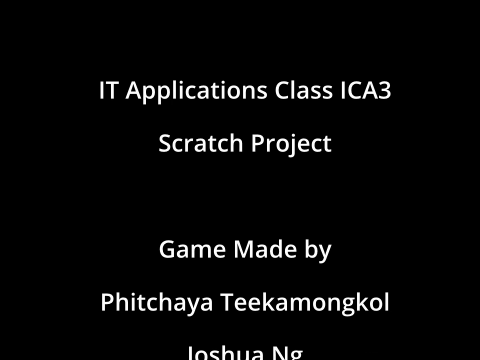 IT Applications Class ICA3
Scratch Project
Game Made by
Phitchaya Teekamongkol
Joshua Ng